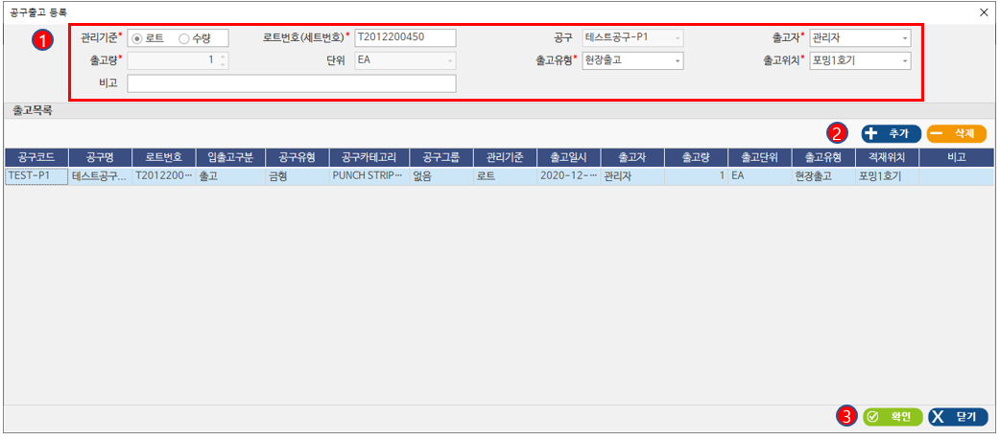 공구출고 등록
1 관리기준* 로트 수량 로트번호(세트번호)* T2012200450 공구 테스트공구-P1 출고자* 관리자
출고량* 1 단위 EA 출고유형* 현장출고 출고위치* 포밍1호기
비고
출고목록
2 추가 삭제
공구코드 공구명 로트번호 입출고구분 공구유형 공구카테고리 공구그룹 관리기준 출고일시 출고자 출고량 출고단위 출고유형 적재위치 비고
TEST-P1 테스트공구... T2012200… 출고 금형 PUNCH STRIP… 없음 로트 2020-12-… 관리자 1 EA 현장출고 포밍1호기
3 확인 X 닫기